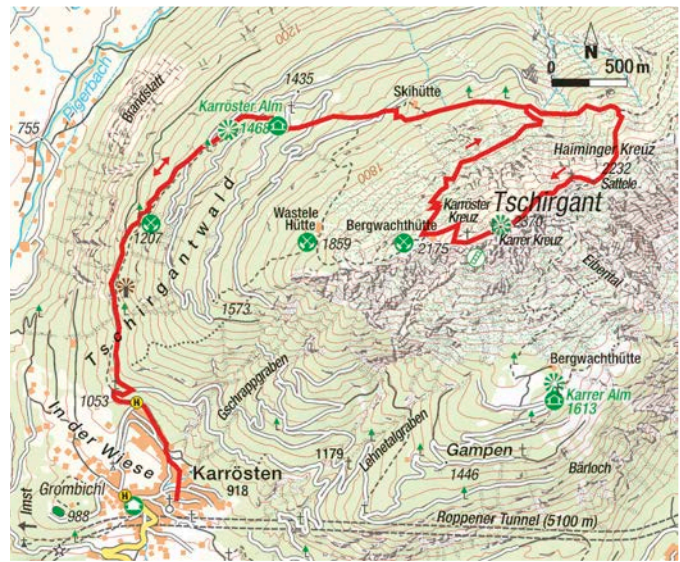 1200
N
0 500 m
Pigerbach
Brandstatt
1435
Skihütte
755
Karröster Alm
1468
Haiminger Kreuz
2232
Sattele
1800
Tschirgantwald
Karröster
Kreuz
Tschirgant
2370
Karrer Kreuz
Wastele
Hütte
1859
Bergwachthütte
2175
1207
Eibental
1573
Bergwachthütte
Karrer Alm
1613
1053
H
Gschrappgraben
Lehnetalgraben
In der Wiese
1179
Gampen
1446
Bärloch
Karrösten
918
Imst
Grombichl
988
H
Roppener Tunnel (5100 m)